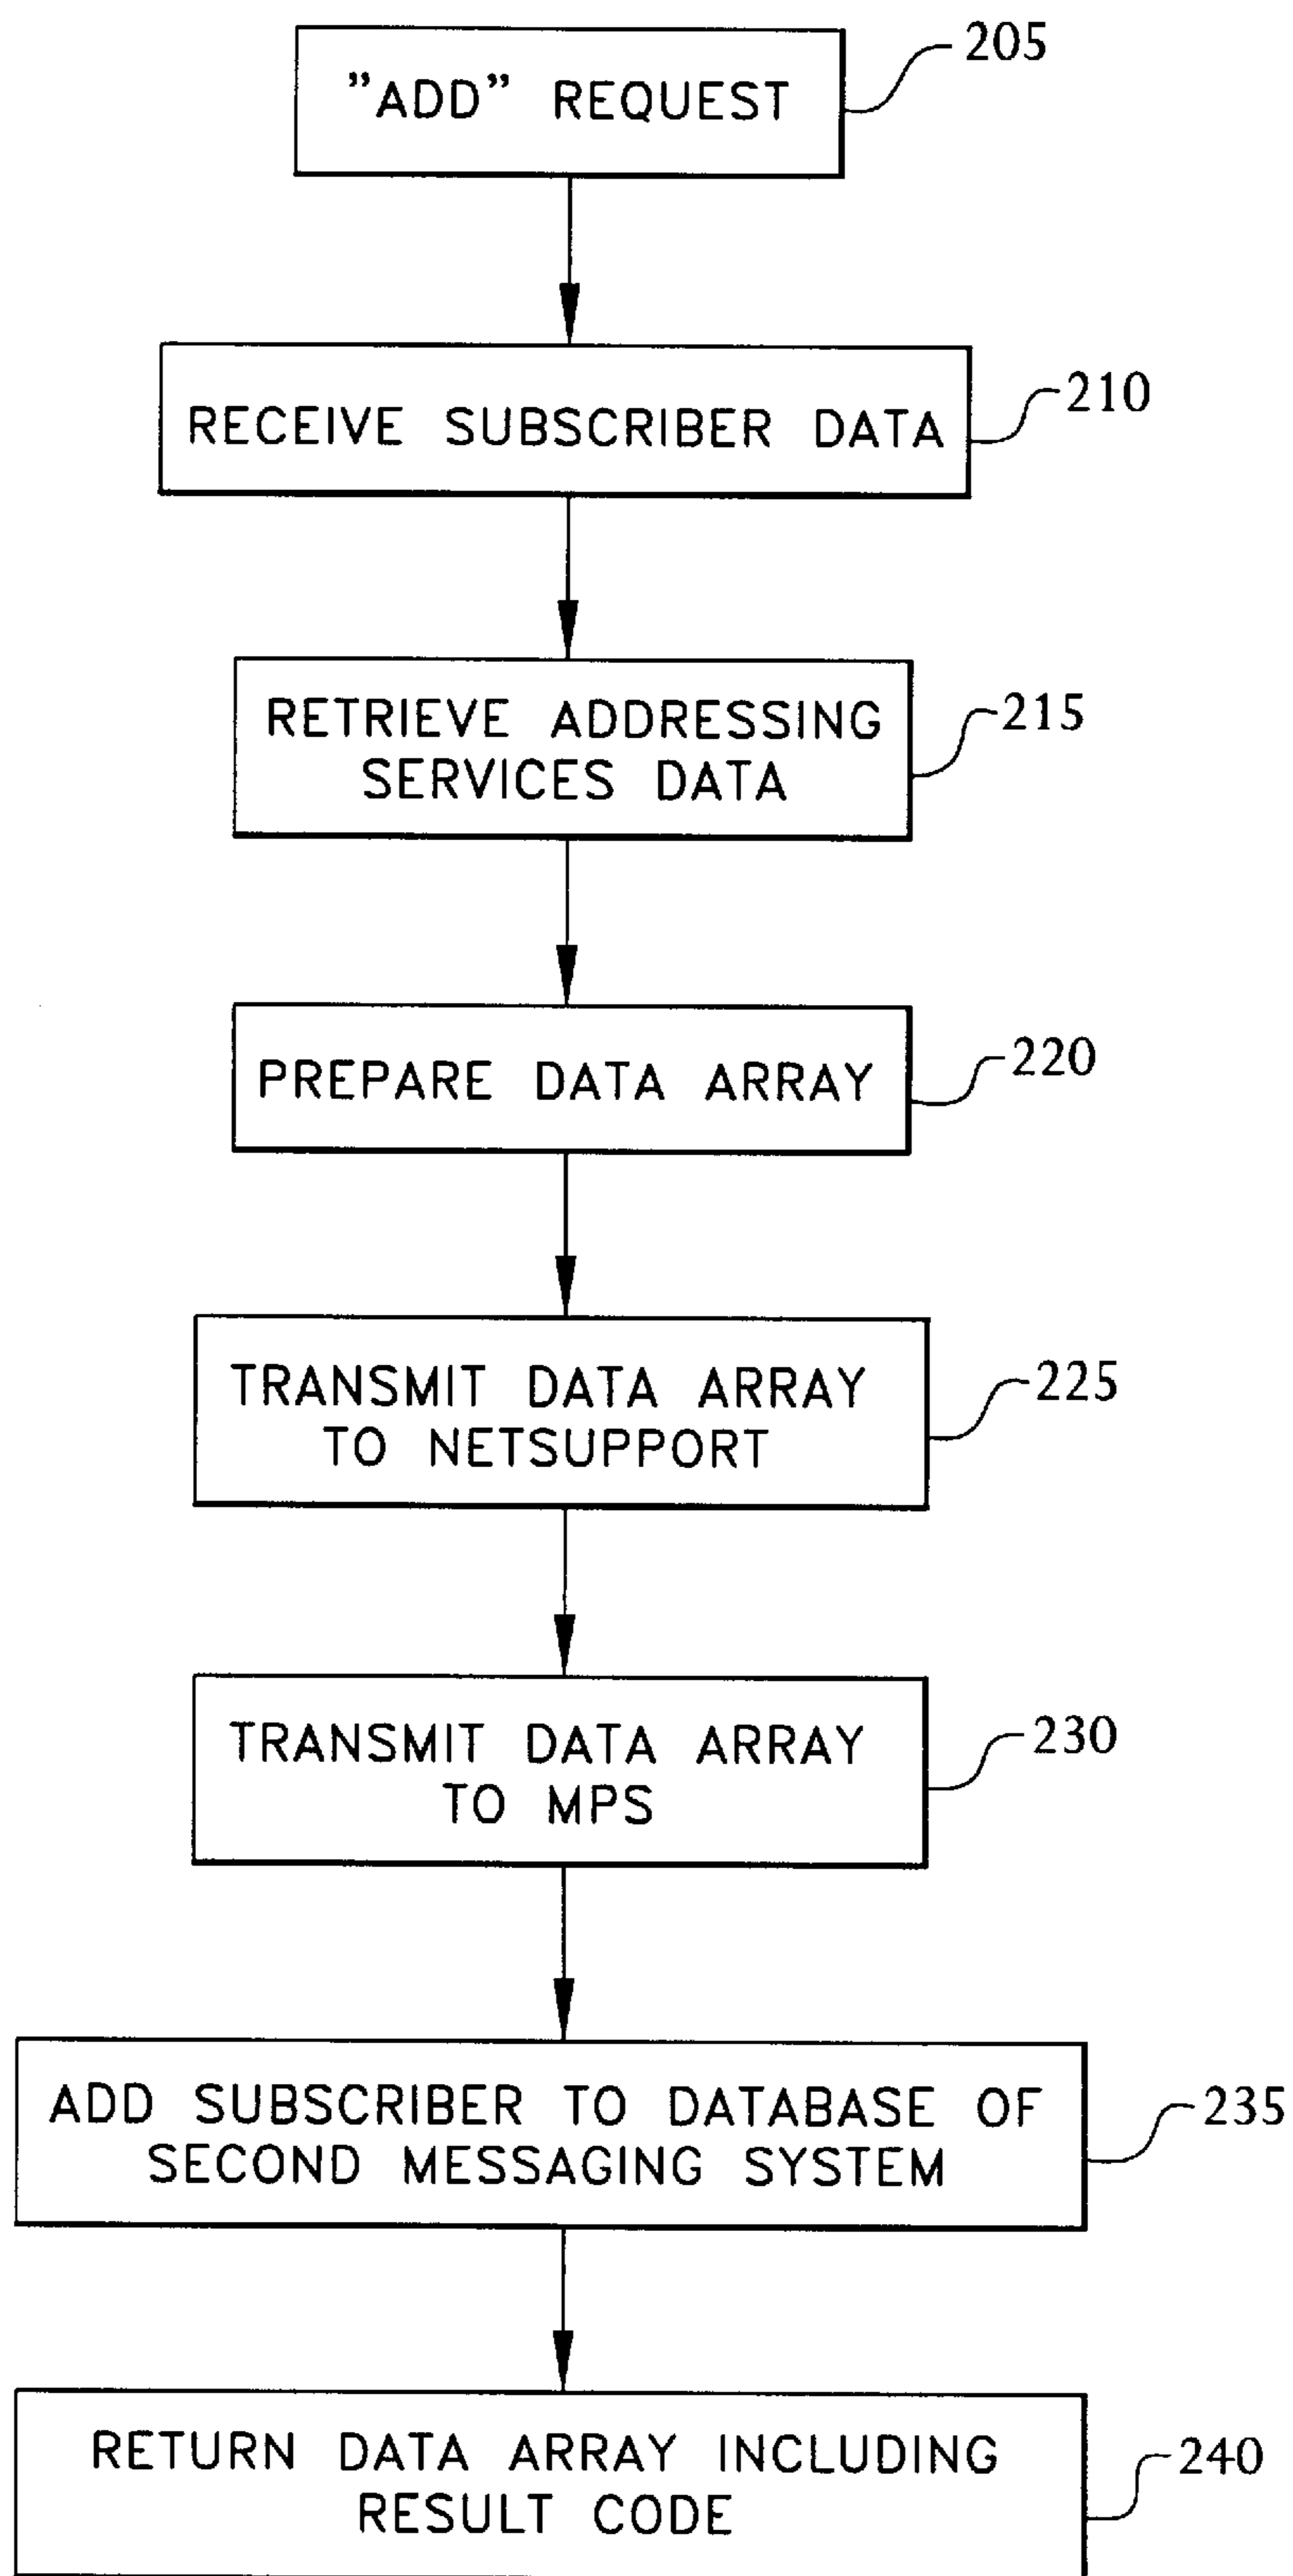 ”ADD” REQUEST
205
RECEIVE SUBSCRIBER DATA
210
RETRIEVE ADDRESSING
SERVICES DATA
215
PREPARE DATA ARRAY
220
TRANSMIT DATA ARRAY
TO NETSUPPORT
225
TRANSMIT DATA ARRAY
TO MPS
230
ADD SUBSCRIBER TO DATABASE OF
SECOND MESSAGING SYSTEM
235
RETURN DATA ARRAY INCLUDING
RESULT CODE
240